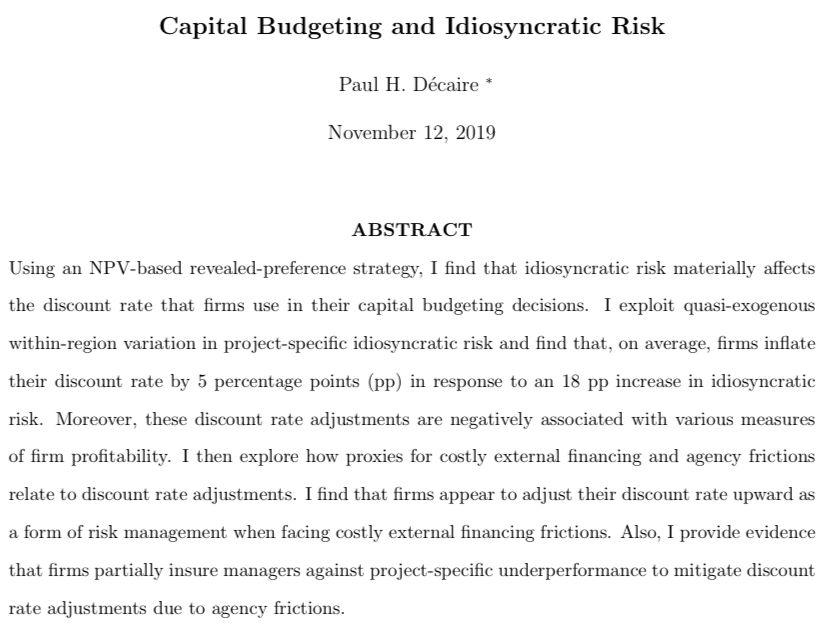 Capital Budgeting and Idiosyncratic Risk
Paul H. Décaire *
November 12, 2019
ABSTRACT
Using an NPV-based revealed-preference strategy, I find that idiosyncratic risk materially affects
the discount rate that firms use in their capital budgeting decisions. I exploit quasi-exogenous
within-region variation in project-specific idiosyncratic risk and find that, on average, firms inflate
their discount rate by 5 percentage points (pp) in response to an 18 pp increase in idiosyncratic
risk. Moreover, these discount rate adjustments are negatively associated with various measures
of firm profitability. I then explore how proxies for costly external financing and agency frictions
relate to discount rate adjustments. I find that firms appear to adjust their discount rate upward as
a form of risk management when facing costly external financing frictions. Also, I provide evidence
that firms partially insure managers against project-specific underperformance to mitigate discount
rate adjustments due to agency frictions.